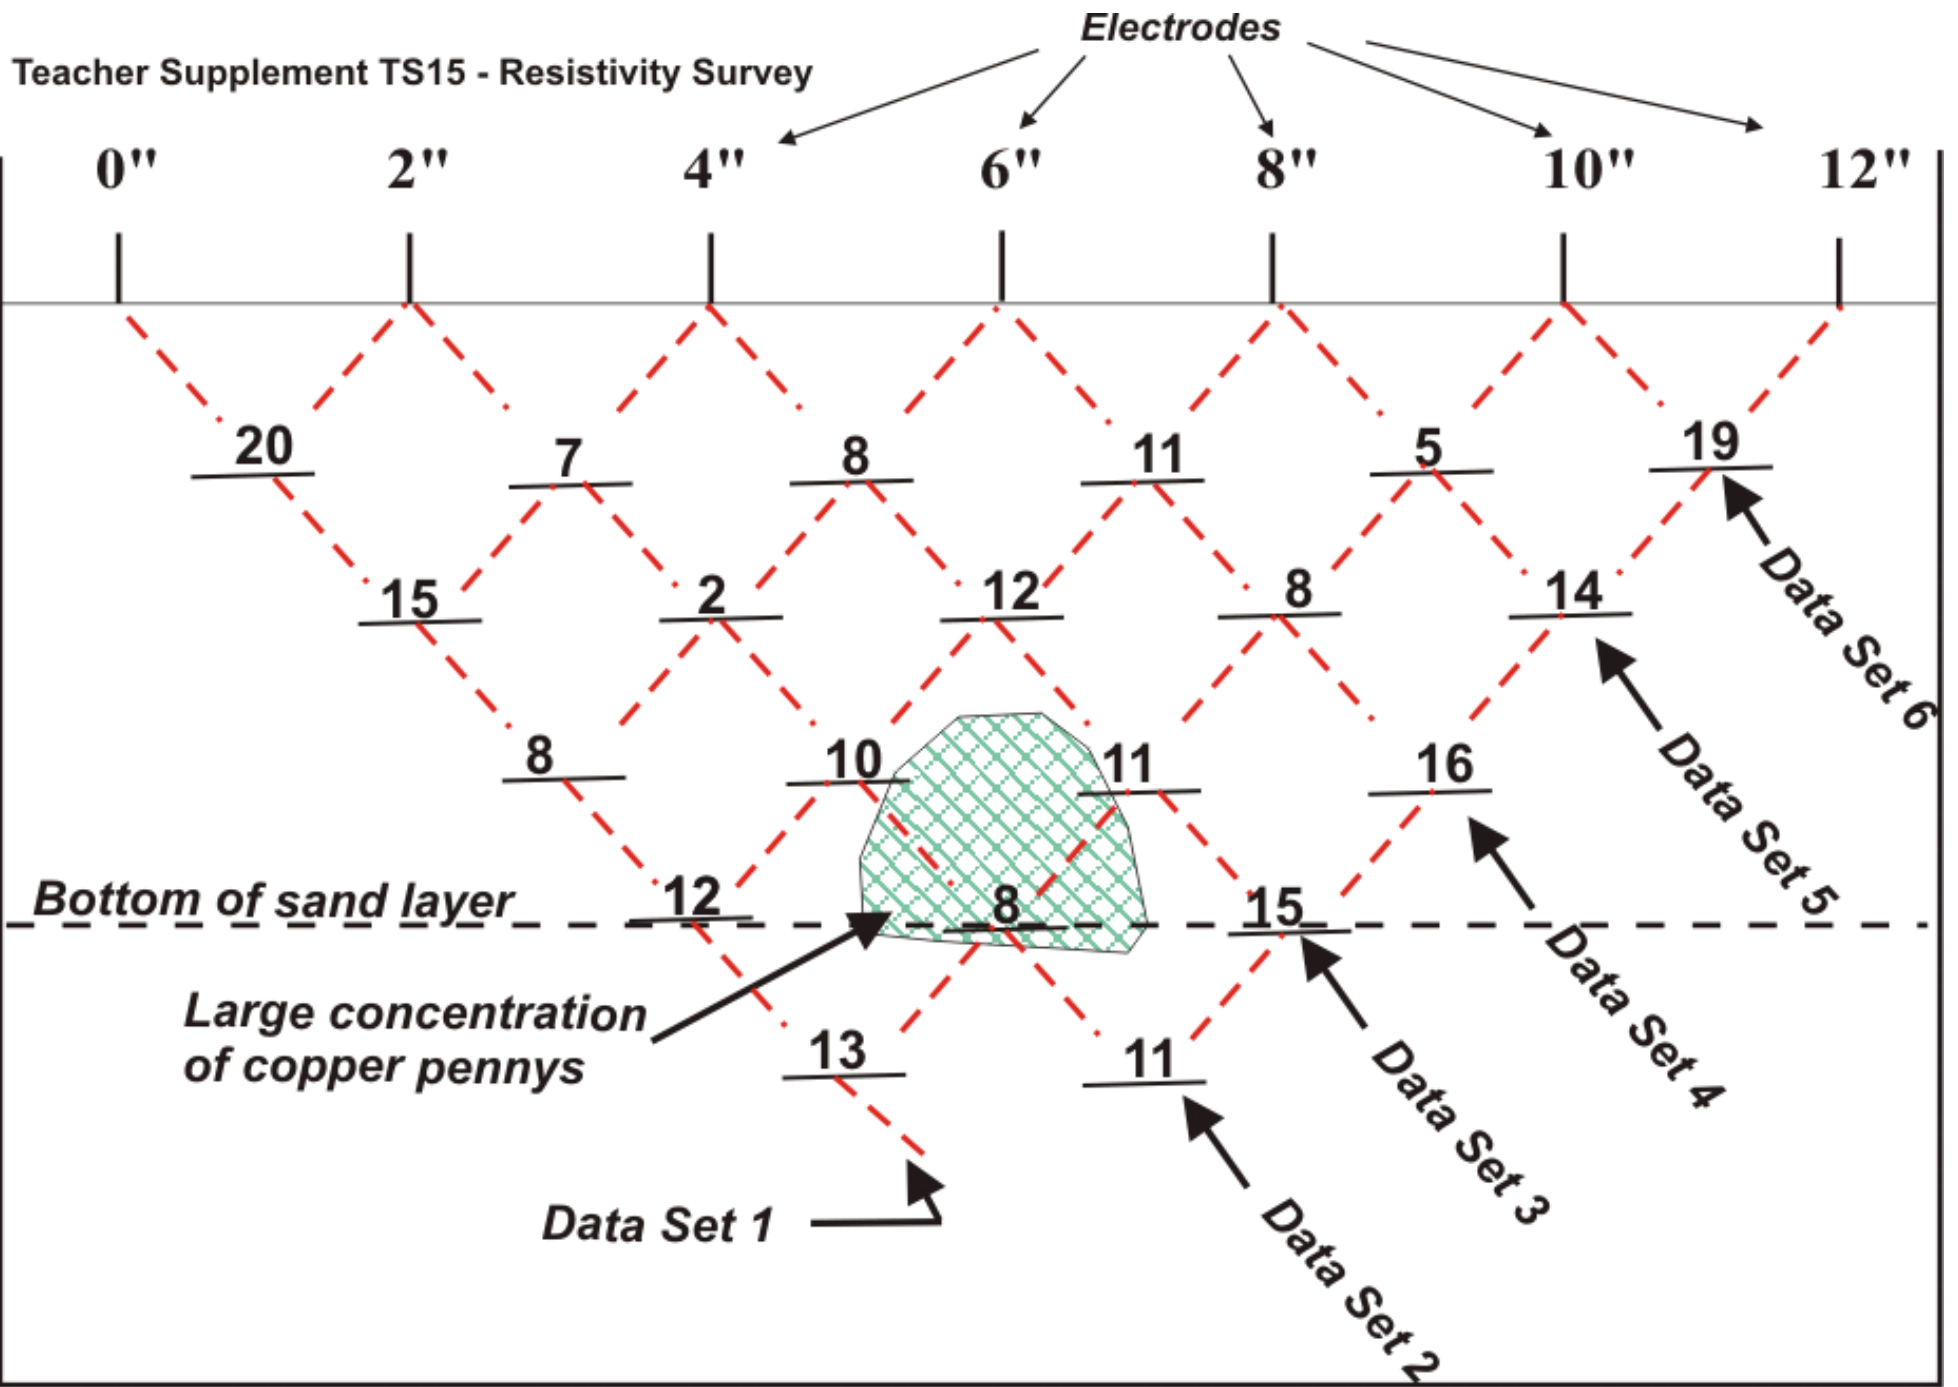 Electrodes
Teacher Supplement TS15 - Resistivity Survey
0" 2" 4" 6" 8" 10" 12"
20 7 8 11 5 19
15 2 12 8 14
Data Set 6
8 10 11 16
Data Set 5
Bottom of sand layer
12 8 15
Data Set 4
Large concentration
of copper pennys
13 11
Data Set 3
Data Set 1
Data Set 2